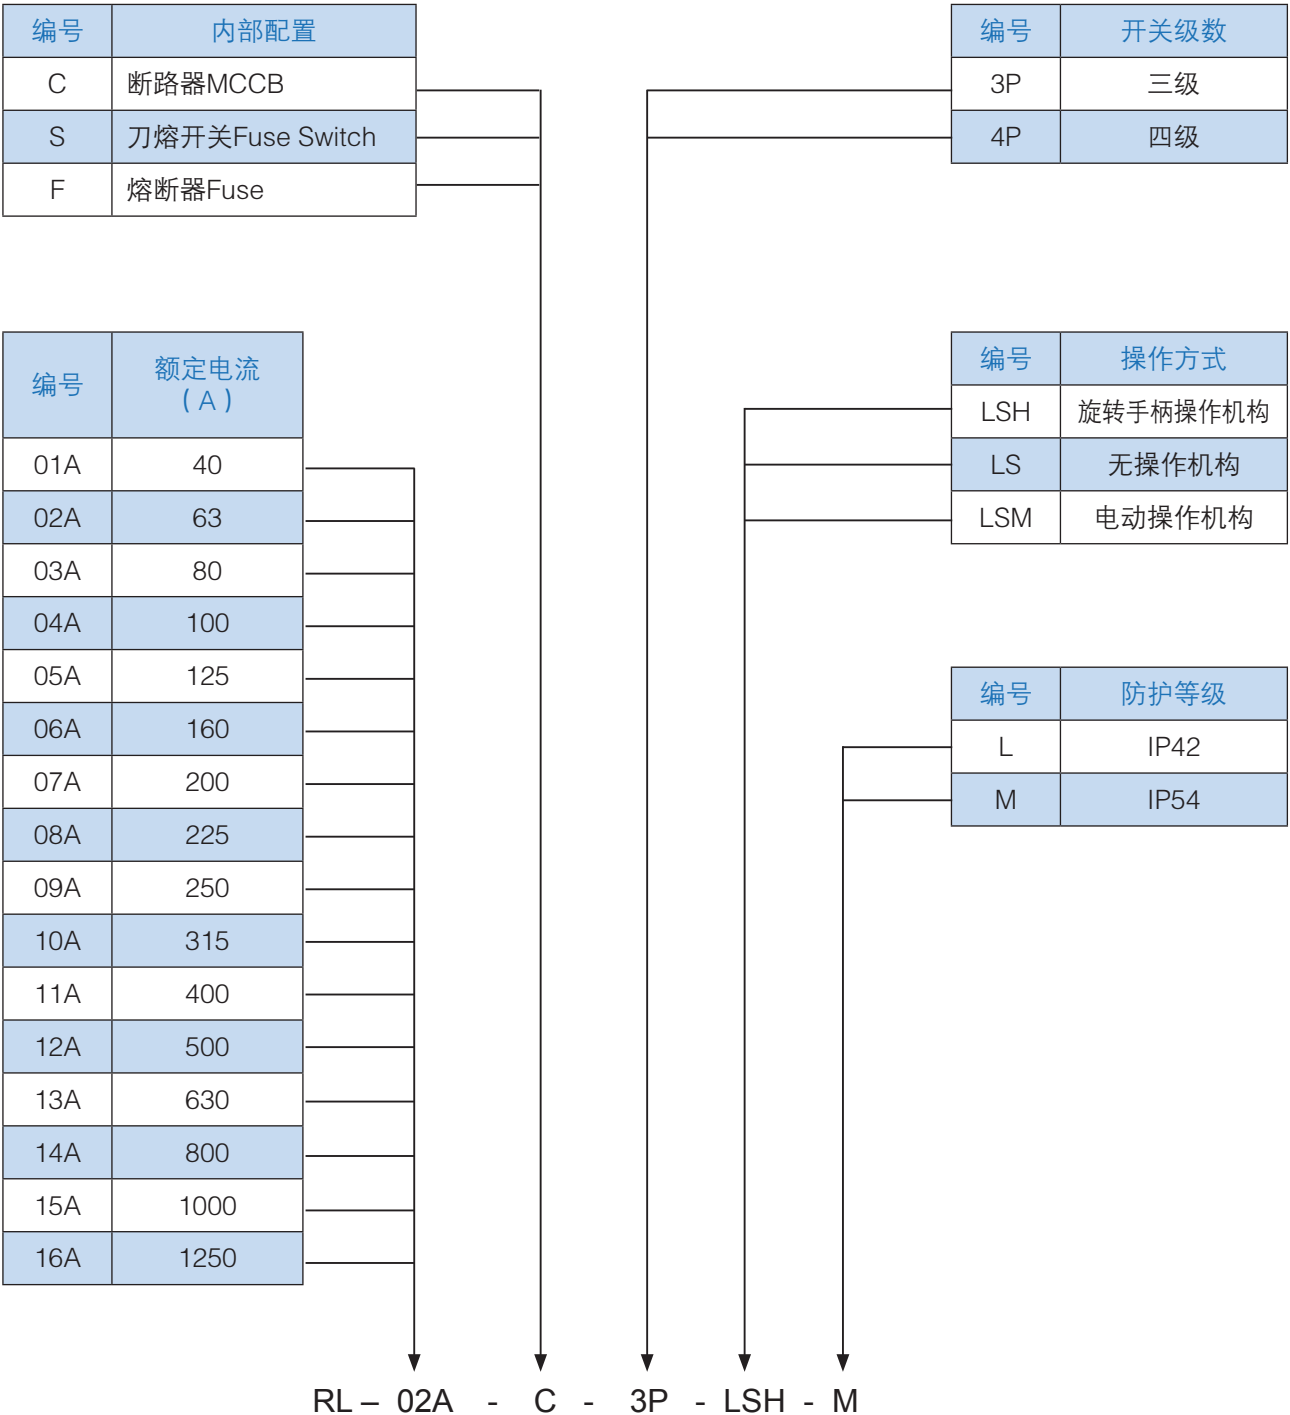 编号 内部配置
C 断路器MCCB
S 刀熔开关Fuse Switch
F 熔断器Fuse
编号 开关级数
3P 三级
4P 四级
编号 额定电流
(A)
01A 40
02A 63
03A 80
04A 100
05A 125
06A 160
07A 200
08A 225
09A 250
10A 315
11A 400
12A 500
13A 630
14A 800
15A 1000
16A 1250
编号 操作方式
LSH 旋转手柄操作机构
LS 无操作机构
LSM 电动操作机构
编号 防护等级
L IP42
M IP54
RL – 02A - C - 3P - LSH - M